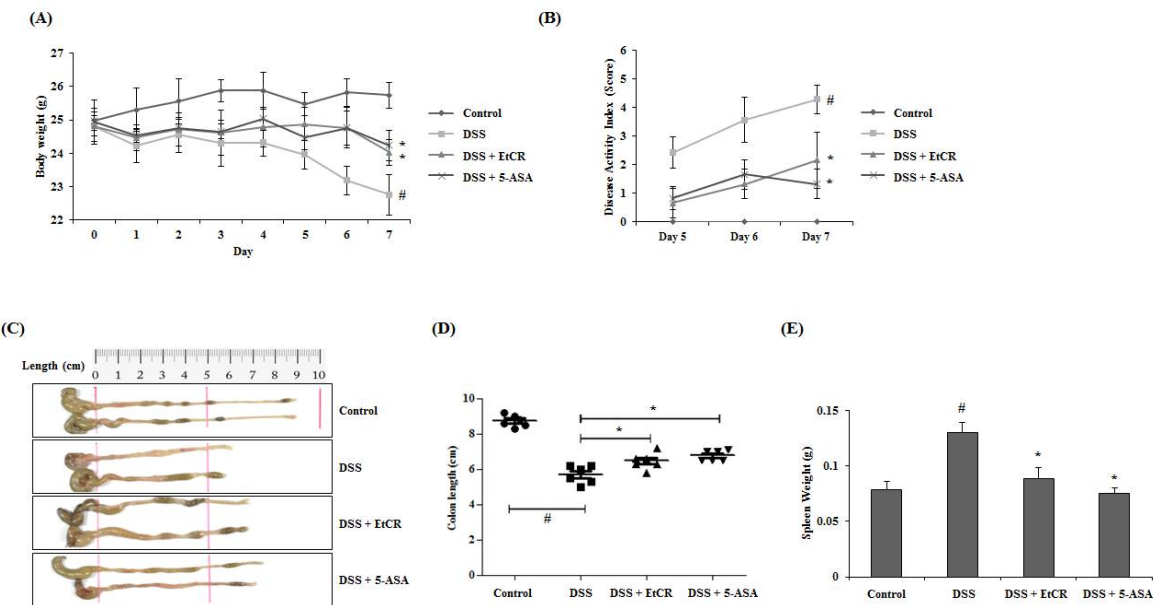 (A)
27
26
25
24
23
22
Body weight (g)
0 1 2 3 4 5 6 7
Day
*
*
#
Control
DSS
DSS + EtCR
DSS + 5-ASA
(B)
6
5
4
3
2
1
0
Disease Activity Index (Score)
Day 5 Day 6 Day 7
#
*
*
Control
DSS
DSS + EtCR
DSS + 5-ASA
(C)
Length (cm)
0 1 2 3 4 5 6 7 8 9 10
Control
DSS
DSS + EtCR
DSS + 5-ASA
(D)
10
8
6
4
2
0
Colon length (cm)
*
*
#
Control DSS DSS + EtCR DSS + 5-ASA
(E)
0.15
0.1
0.05
0
Spleen Weight (g)
#
*
*
Control DSS DSS + EtCR DSS + 5-ASA